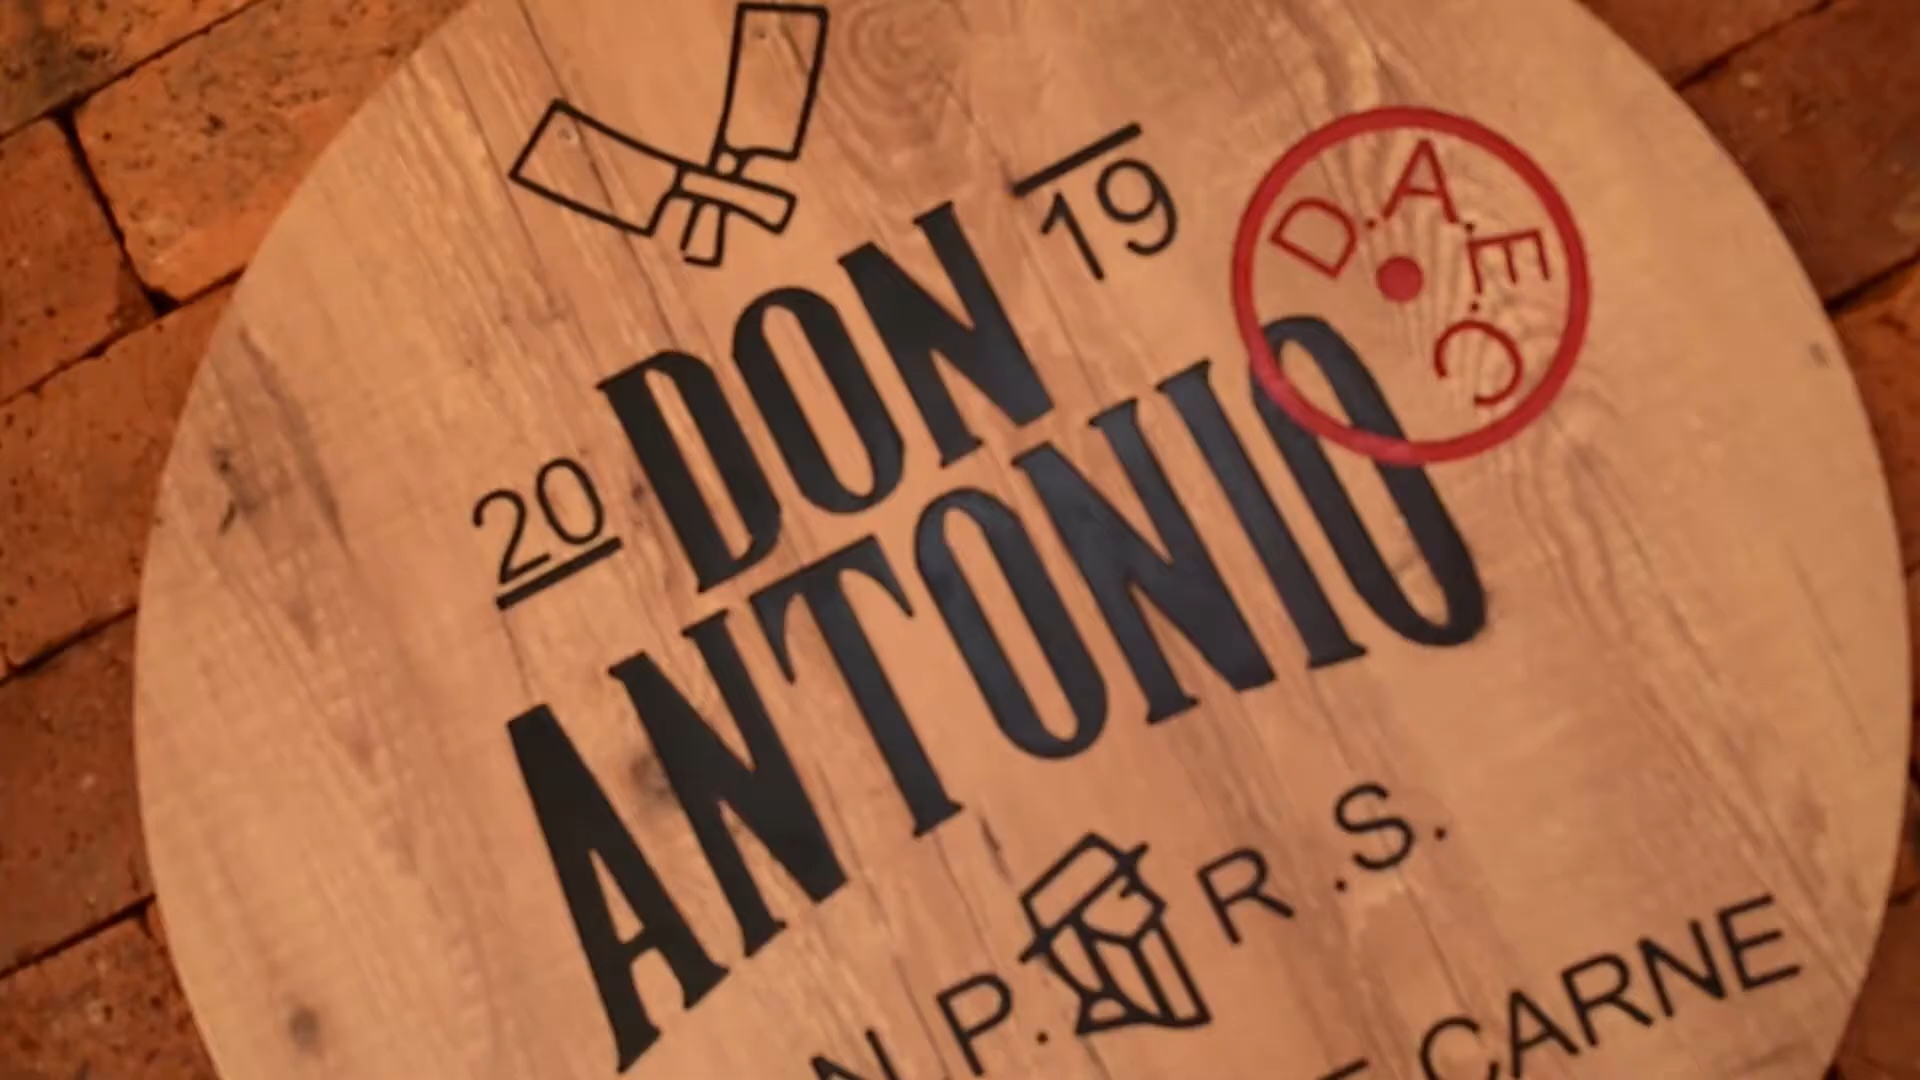 20 DON 19
ANTONIO
D.A.E.C
N P. R .S.
CARNE